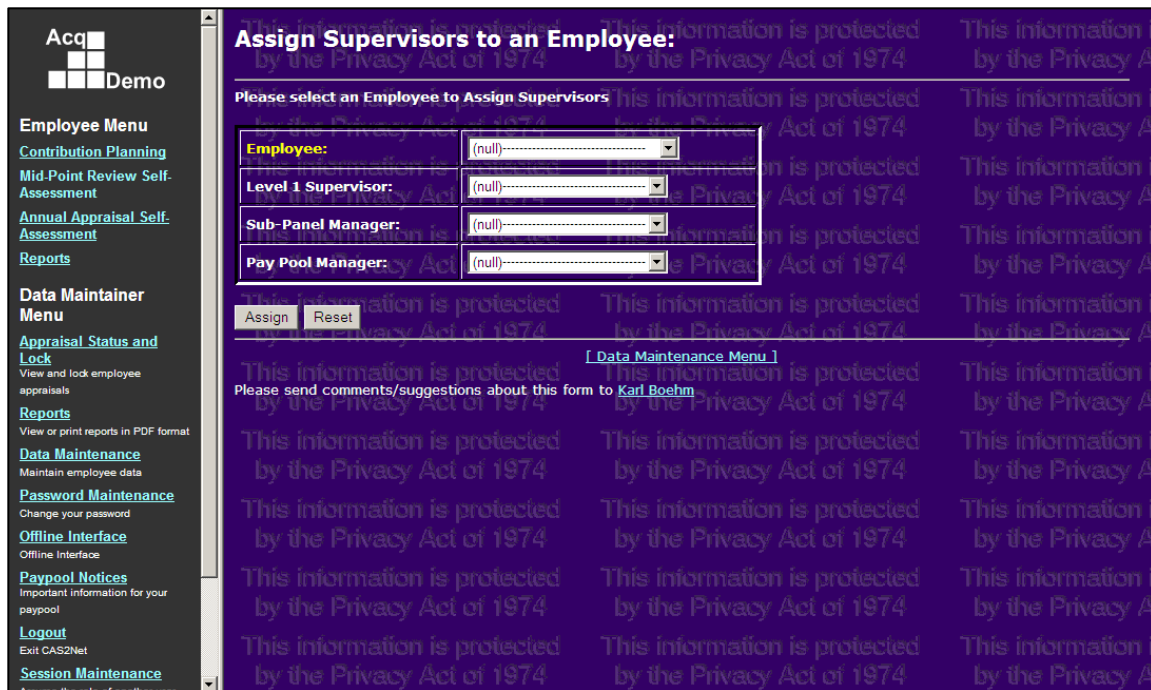 Acq
Demo
Employee Menu
Contribution Planning
Mid-Point Review Self-
Assessment
Annual Appraisal Self-
Assessment
Reports
Data Maintainer
Menu
Appraisal Status and
Lock
View and lock employee
appraisals
Reports
View or print reports in PDF format
Data Maintenance
Maintain employee data
Password Maintenance
Change your password
Offline Interface
Offline Interface
Paypool Notices
Important information for your
paypool
Logout
Exit CAS2Net
Session Maintenance
Assign Supervisors to an Employee:
Please select an Employee to Assign Supervisors
Employee: (null)-----------------------------------
Level 1 Supervisor: (null)-----------------------------------
Sub-Panel Manager: (null)-----------------------------------
Pay Pool Manager: (null)-----------------------------------
Assign Reset
[ Data Maintenance Menu ]
Please send comments/suggestions about this form to Karl Boehm
This information is protected
by the Privacy Act of 1974